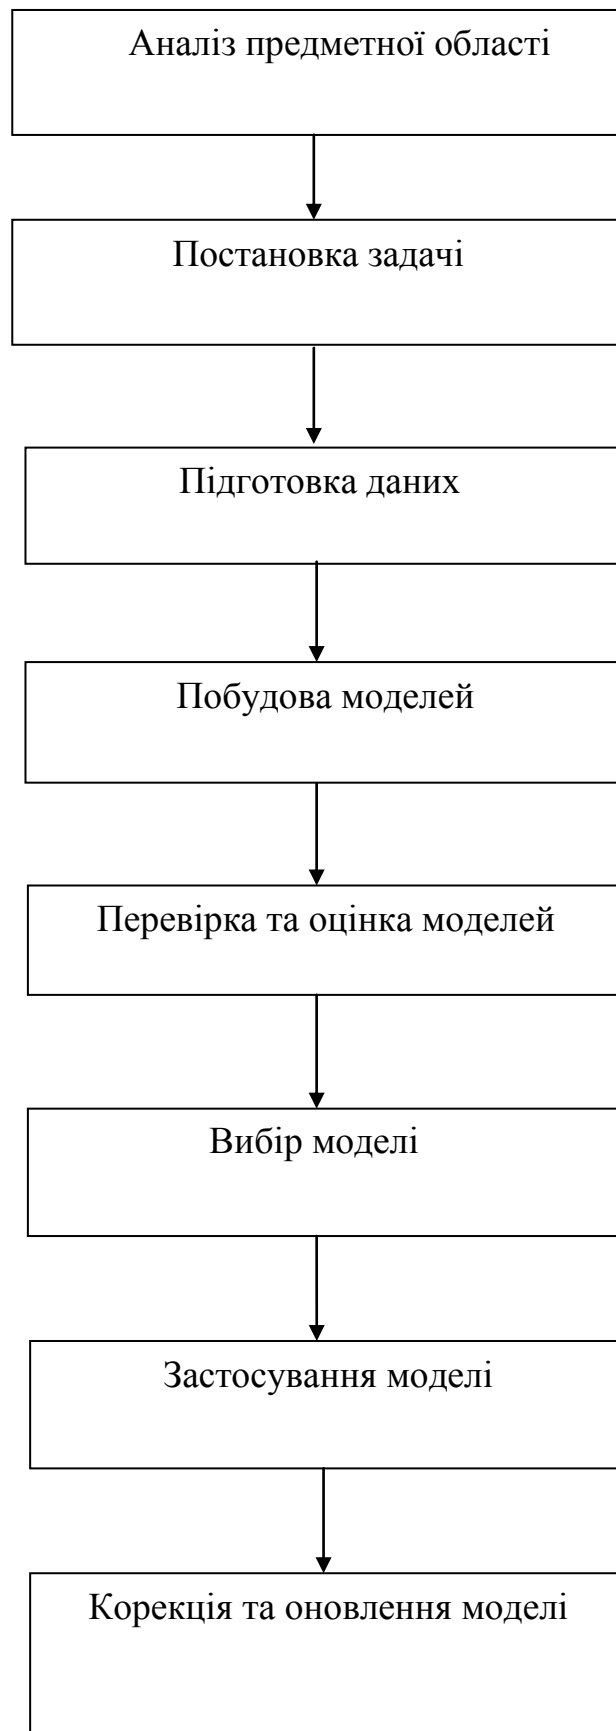 Аналіз предметної області
Постановка задачі
Підготовка даних
Побудова моделей
Перевірка та оцінка моделей
Вибір моделі
Застосування моделі
Корекція та оновлення моделі